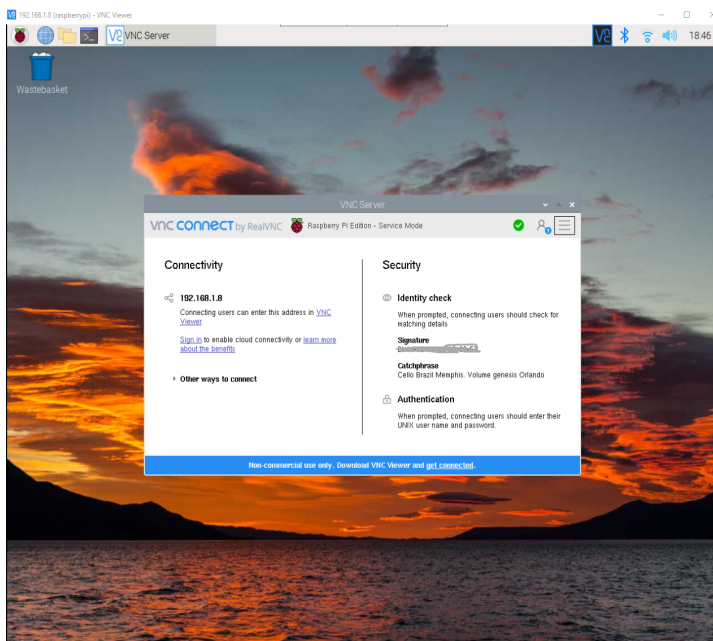 192.168.1.8 (raspberrypi) - VNC Viewer
VNC Server
18:46
Wastebasket
VNC Server
VNC CONNECT by RealVNC Raspberry Pi Edition - Service Mode
Connectivity
192.168.1.8
Connecting users can enter this address in VNC
Viewer
Sign in to enable cloud connectivity or learn more
about the benefits
Other ways to connect
Security
Identity check
When prompted, connecting users should check for
matching details
Signature
Catchphrase
Cello Brazil Memphis. Volume genesis Orlando
Authentication
When prompted, connecting users should enter their
UNIX user name and password.
Non-commercial use only. Download VNC Viewer and get connected.